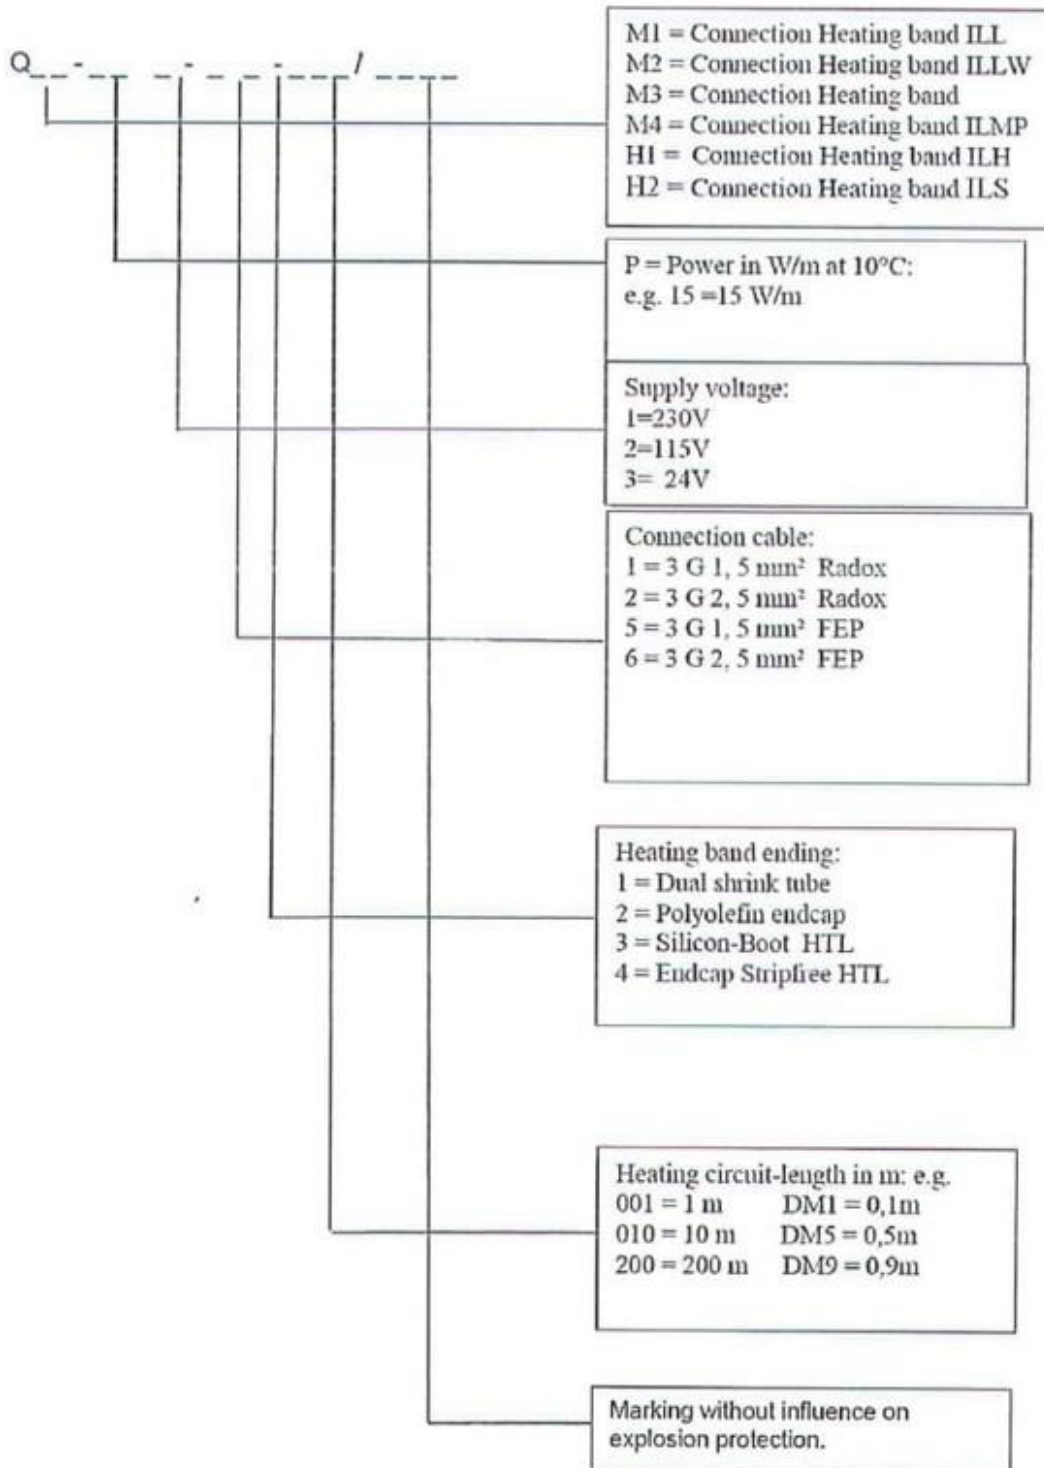 Q__-__ _-_ _-___/____
M1 = Connection Heating band ILL
M2 = Connection Heating band ILLW
M3 = Connection Heating band
M4 = Connection Heating band ILMP
H1 = Connection Heating band ILH
H2 = Connection Heating band ILS
P = Power in W/m at 10°C:
e.g. 15 =15 W/m
Supply voltage:
1=230V
2=115V
3= 24V
Connection cable:
1 = 3 G 1, 5 mm² Radox
2 = 3 G 2, 5 mm² Radox
5 = 3 G 1, 5 mm² FEP
6 = 3 G 2, 5 mm² FEP
Heating band ending:
1 = Dual shrink tube
2 = Polyolefin endcap
3 = Silicon-Boot HTL
4 = Endcap Stripfree HTL
Heating circuit-length in m: e.g.
001 = 1 m DM1 = 0,1m
010 = 10 m DM5 = 0,5m
200 = 200 m DM9 = 0,9m
Marking without influence on
explosion protection.